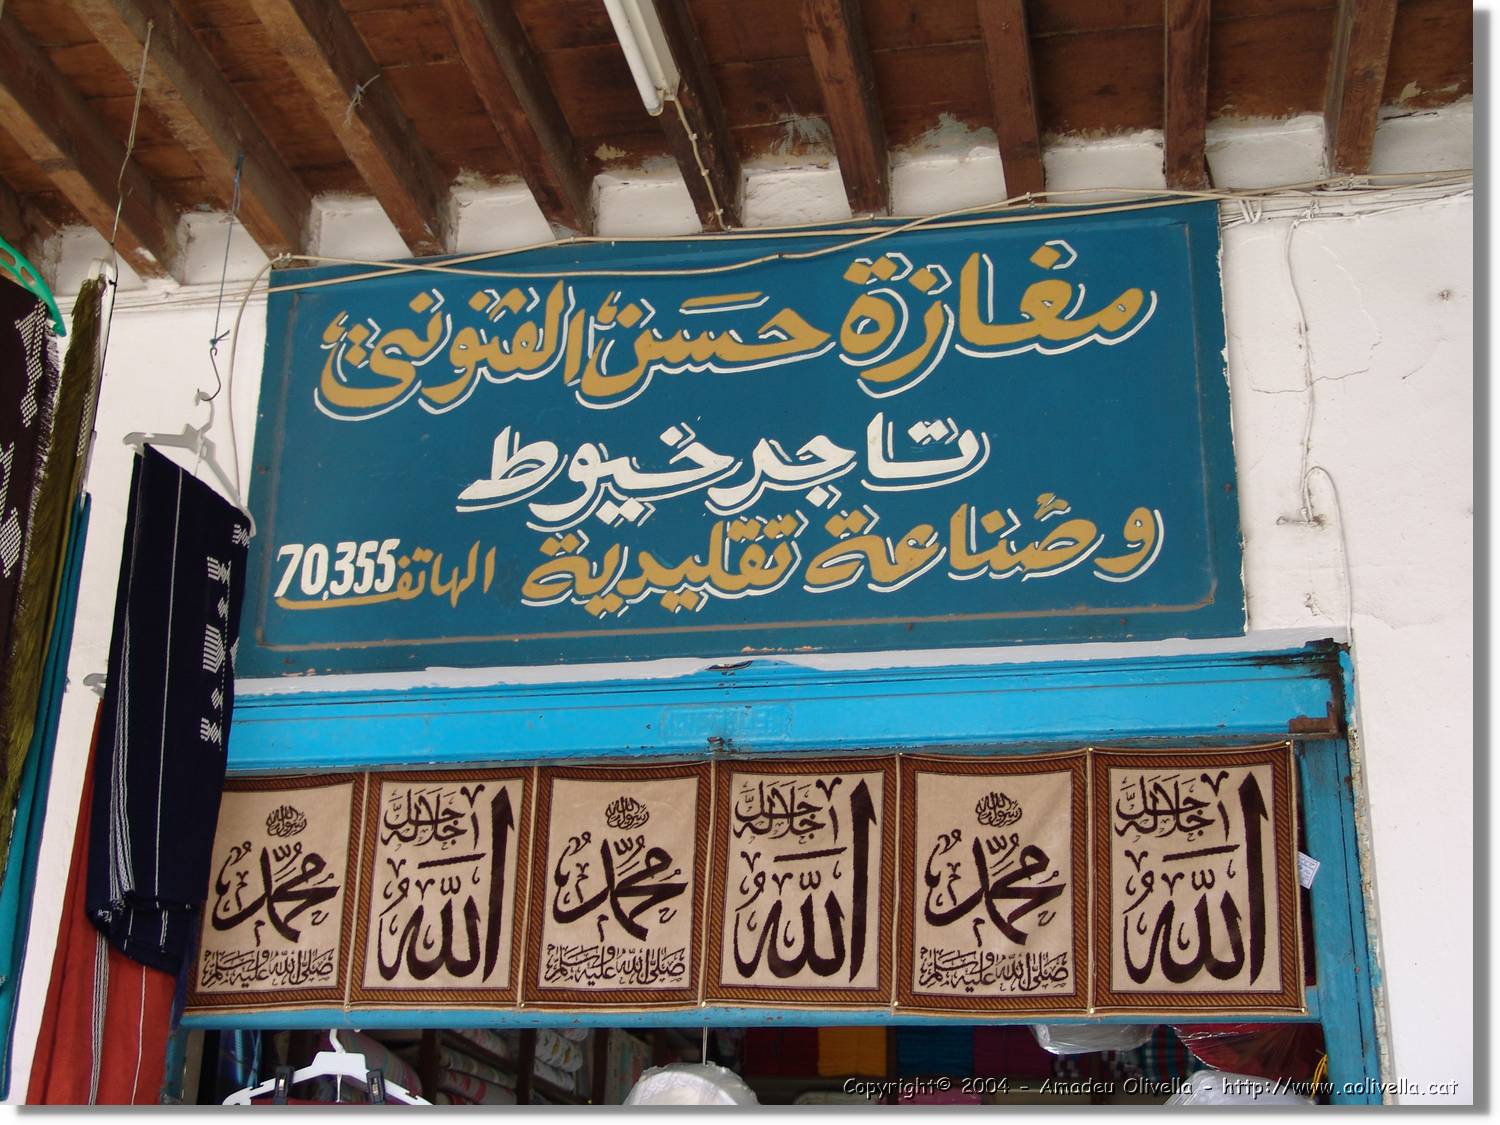 مغازة حسن الفنوني
تاجر خيوط
وصناعة تقليدية
الهاتف 70,355
رسول الله
محمد
صلى الله عليه وسلم
الله
جل جلاله
رسول الله
محمد
صلى الله عليه وسلم
الله
جل جلاله
رسول الله
محمد
صلى الله عليه وسلم
الله
جل جلاله
Copyright© 2004 - Amadeu Olivella - http://www.aolivella.cat